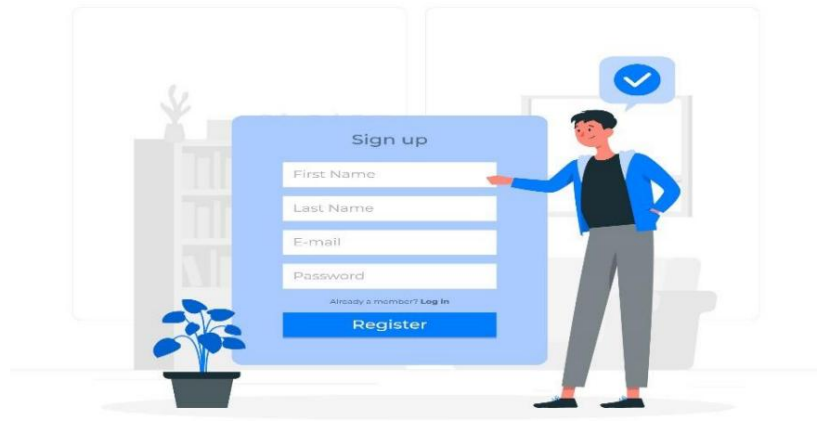 Sign up
First Name
Last Name
E-mail
Password
Already a member? Log in
Register